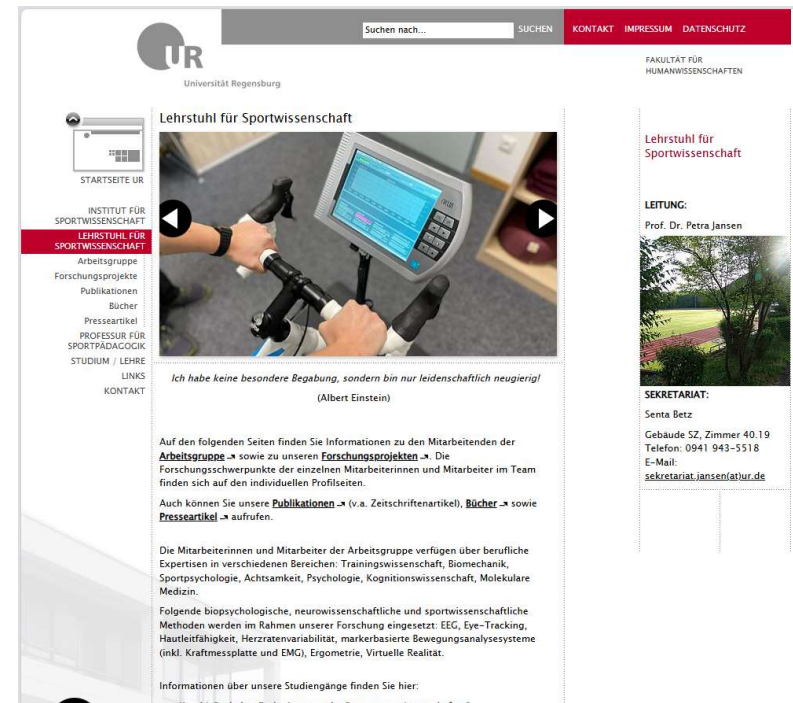 Suchen nach...
SUCHEN
KONTAKT IMPRESSUM DATENSCHUTZ
UR
Universität Regensburg
FAKULTÄT FÜR
HUMANWISSENSCHAFTEN
STARTSEITE UR
INSTITUT FÜR
SPORTWISSENSCHAFT
LEHRSTUHL FÜR
SPORTWISSENSCHAFT
Arbeitsgruppe
Forschungsprojekte
Publikationen
Bücher
Presseartikel
PROFESSUR FÜR
SPORTPÄDAGOGIK
STUDIUM / LEHRE
LINKS
KONTAKT
Lehrstuhl für Sportwissenschaft
Ich habe keine besondere Begabung, sondern bin nur leidenschaftlich neugierig!
(Albert Einstein)
Auf den folgenden Seiten finden Sie Informationen zu den Mitarbeitenden der
Arbeitsgruppe sowie zu unseren Forschungsprojekten . Die
Forschungsschwerpunkte der einzelnen Mitarbeiterinnen und Mitarbeiter im Team
finden sich auf den individuellen Profilseiten.
Auch können Sie unsere Publikationen (v.a. Zeitschriftenartikel), Bücher sowie
Presseartikel aufrufen.
Die Mitarbeiterinnen und Mitarbeiter der Arbeitsgruppe verfügen über berufliche
Expertisen in verschiedenen Bereichen: Trainingswissenschaft, Biomechanik,
Sportpsychologie, Achtsamkeit, Psychologie, Kognitionswissenschaft, Molekulare
Medizin.
Folgende biopsychologische, neurowissenschaftliche und sportwissenschaftliche
Methoden werden im Rahmen unserer Forschung eingesetzt: EEG, Eye-Tracking,
Hautleitfähigkeit, Herzratenvariabilität, markerbasierte Bewegungsanalysesysteme
(inkl. Kraftmessplatte und EMG), Ergometrie, Virtuelle Realität.
Informationen über unsere Studiengänge finden Sie hier:
Lehrstuhl für
Sportwissenschaft
LEITUNG:
Prof. Dr. Petra Jansen
SEKRETARIAT:
Senta Betz
Gebäude SZ, Zimmer 40.19
Telefon: 0941 943-5518
E-Mail:
sekretariat.jansen(at)ur.de